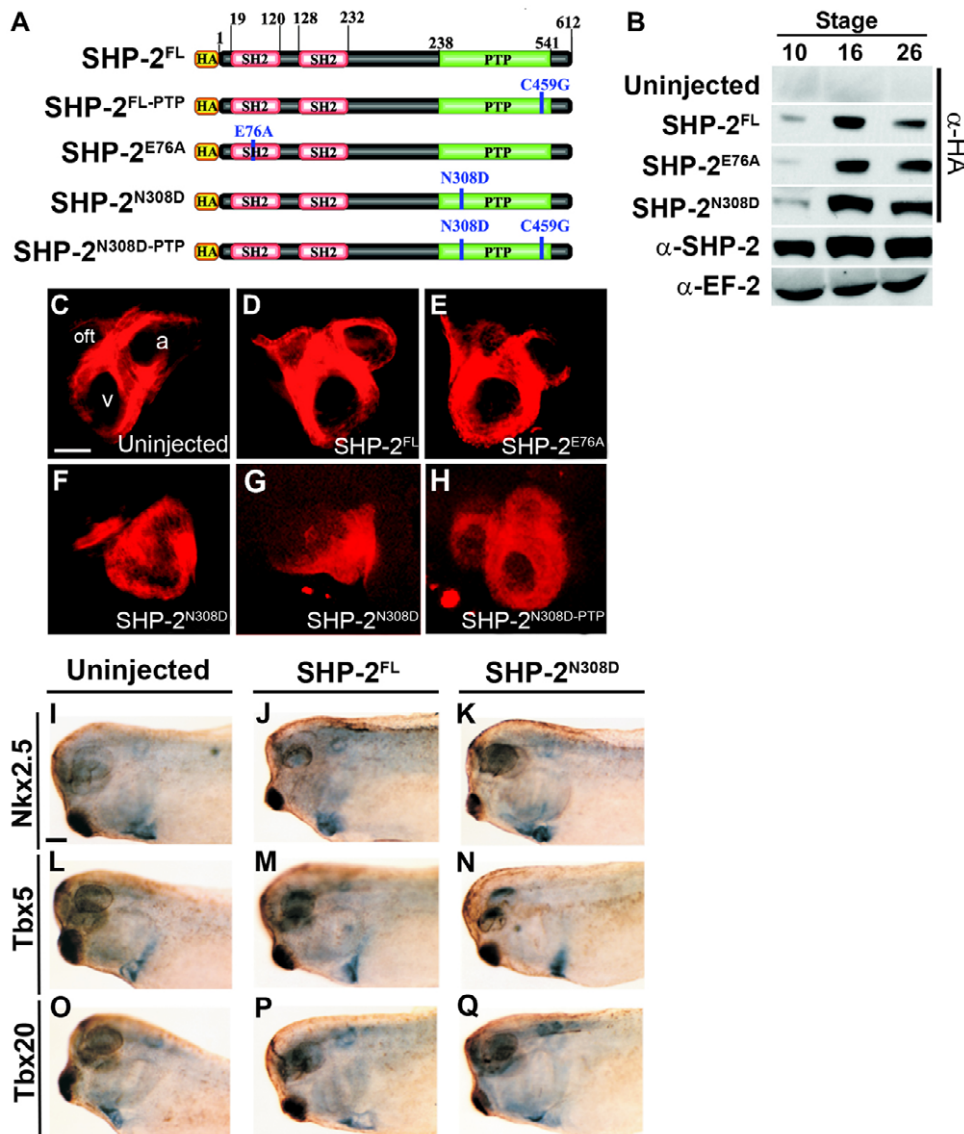 A
1 19 120 128 232 238 541 612
SHP-2FL HA SH2 SH2 PTP
SHP-2FL-PTP HA SH2 SH2 PTP C459G
SHP-2E76A HA E76A SH2 SH2 PTP
SHP-2N308D HA SH2 SH2 N308D PTP
SHP-2N308D-PTP HA SH2 SH2 N308D PTP C459G
B
Stage
10 16 26
Uninjected
SHP-2FL
SHP-2E76A
SHP-2N308D
α-HA
α-SHP-2
α-EF-2
C oft a v Uninjected
D SHP-2FL
E SHP-2E76A
F SHP-2N308D
G SHP-2N308D
H SHP-2N308D-PTP
Uninjected SHP-2FL SHP-2N308D
Nkx2.5 I J K
Tbx5 L M N
Tbx20 O P Q